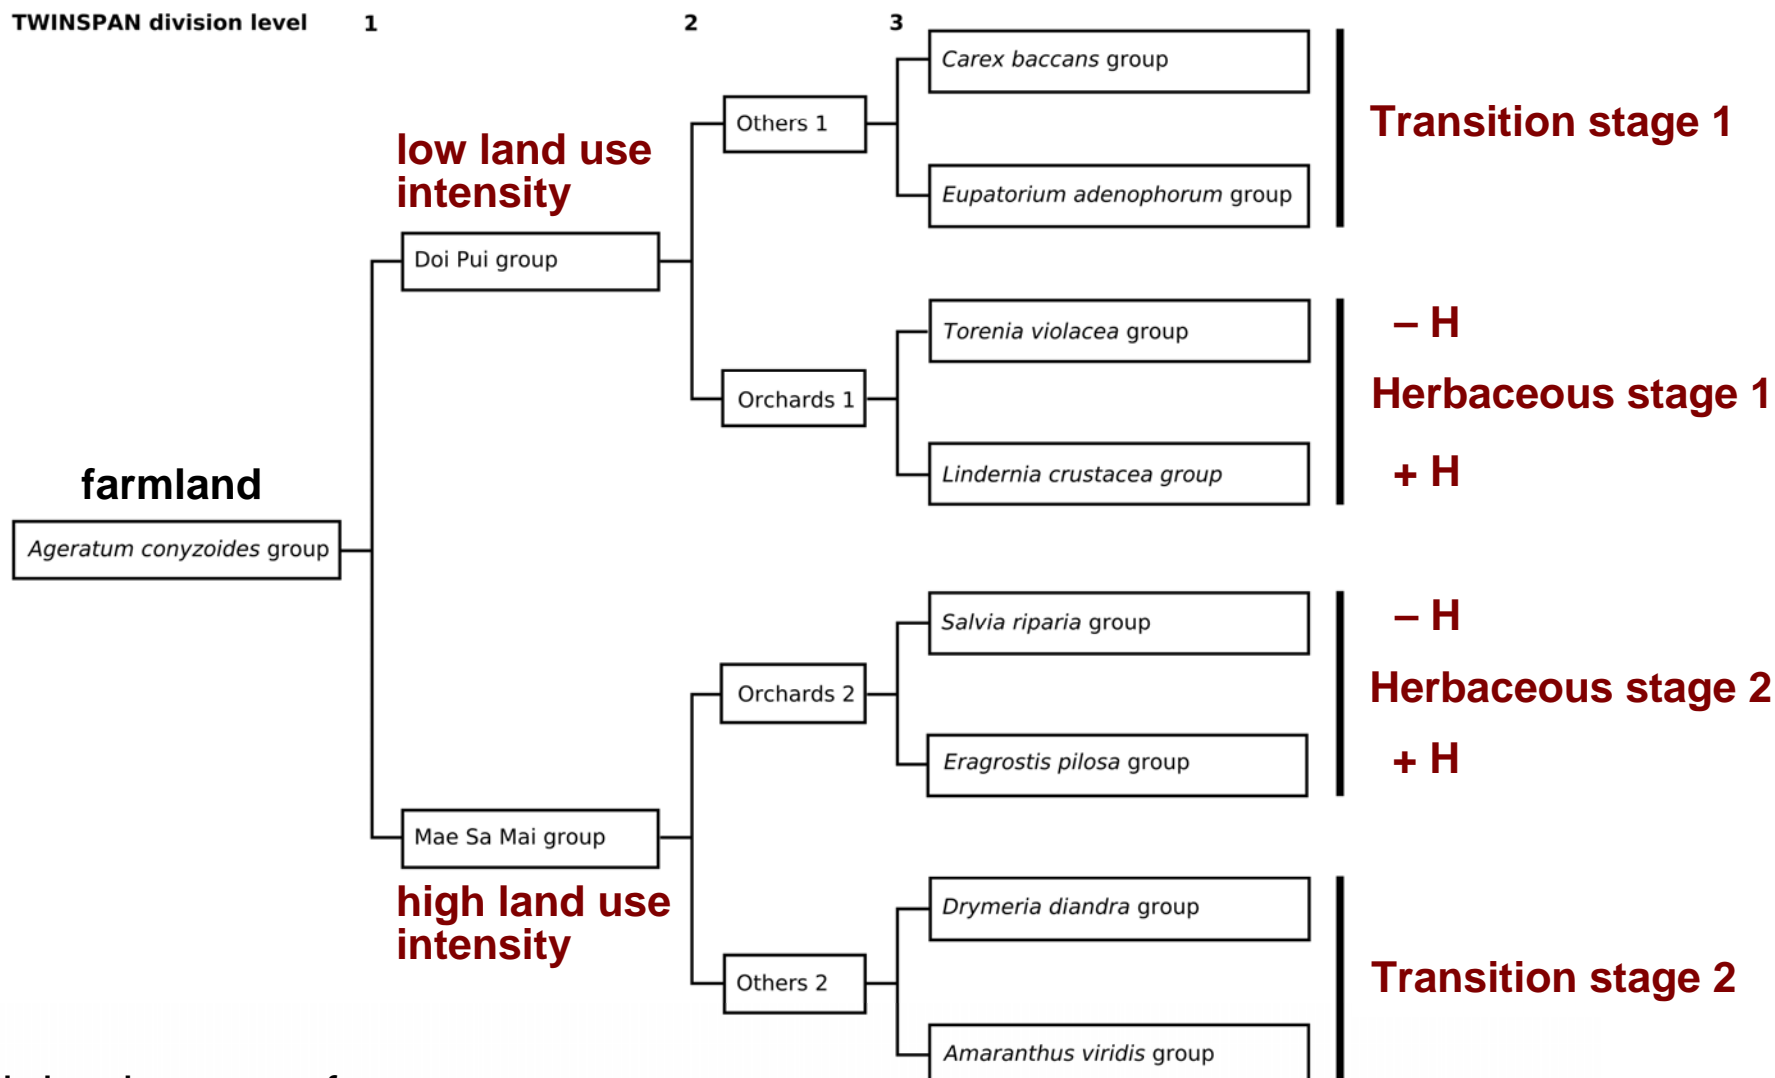 TWINSPAN division level 1 2 3
Carex baccans group
Others 1
Transition stage 1
low land use
intensity
Eupatorium adenophorum group
Doi Pui group
Torenia violacea group
– H
Orchards 1
Herbaceous stage 1
Lindernia crustacea group
+ H
farmland
Ageratum conyzoides group
Salvia riparia group
– H
Orchards 2
Herbaceous stage 2
Eragrostis pilosa group
+ H
Mae Sa Mai group
high land use
intensity
Drymeria diandra group
Others 2
Transition stage 2
Amaranthus viridis group